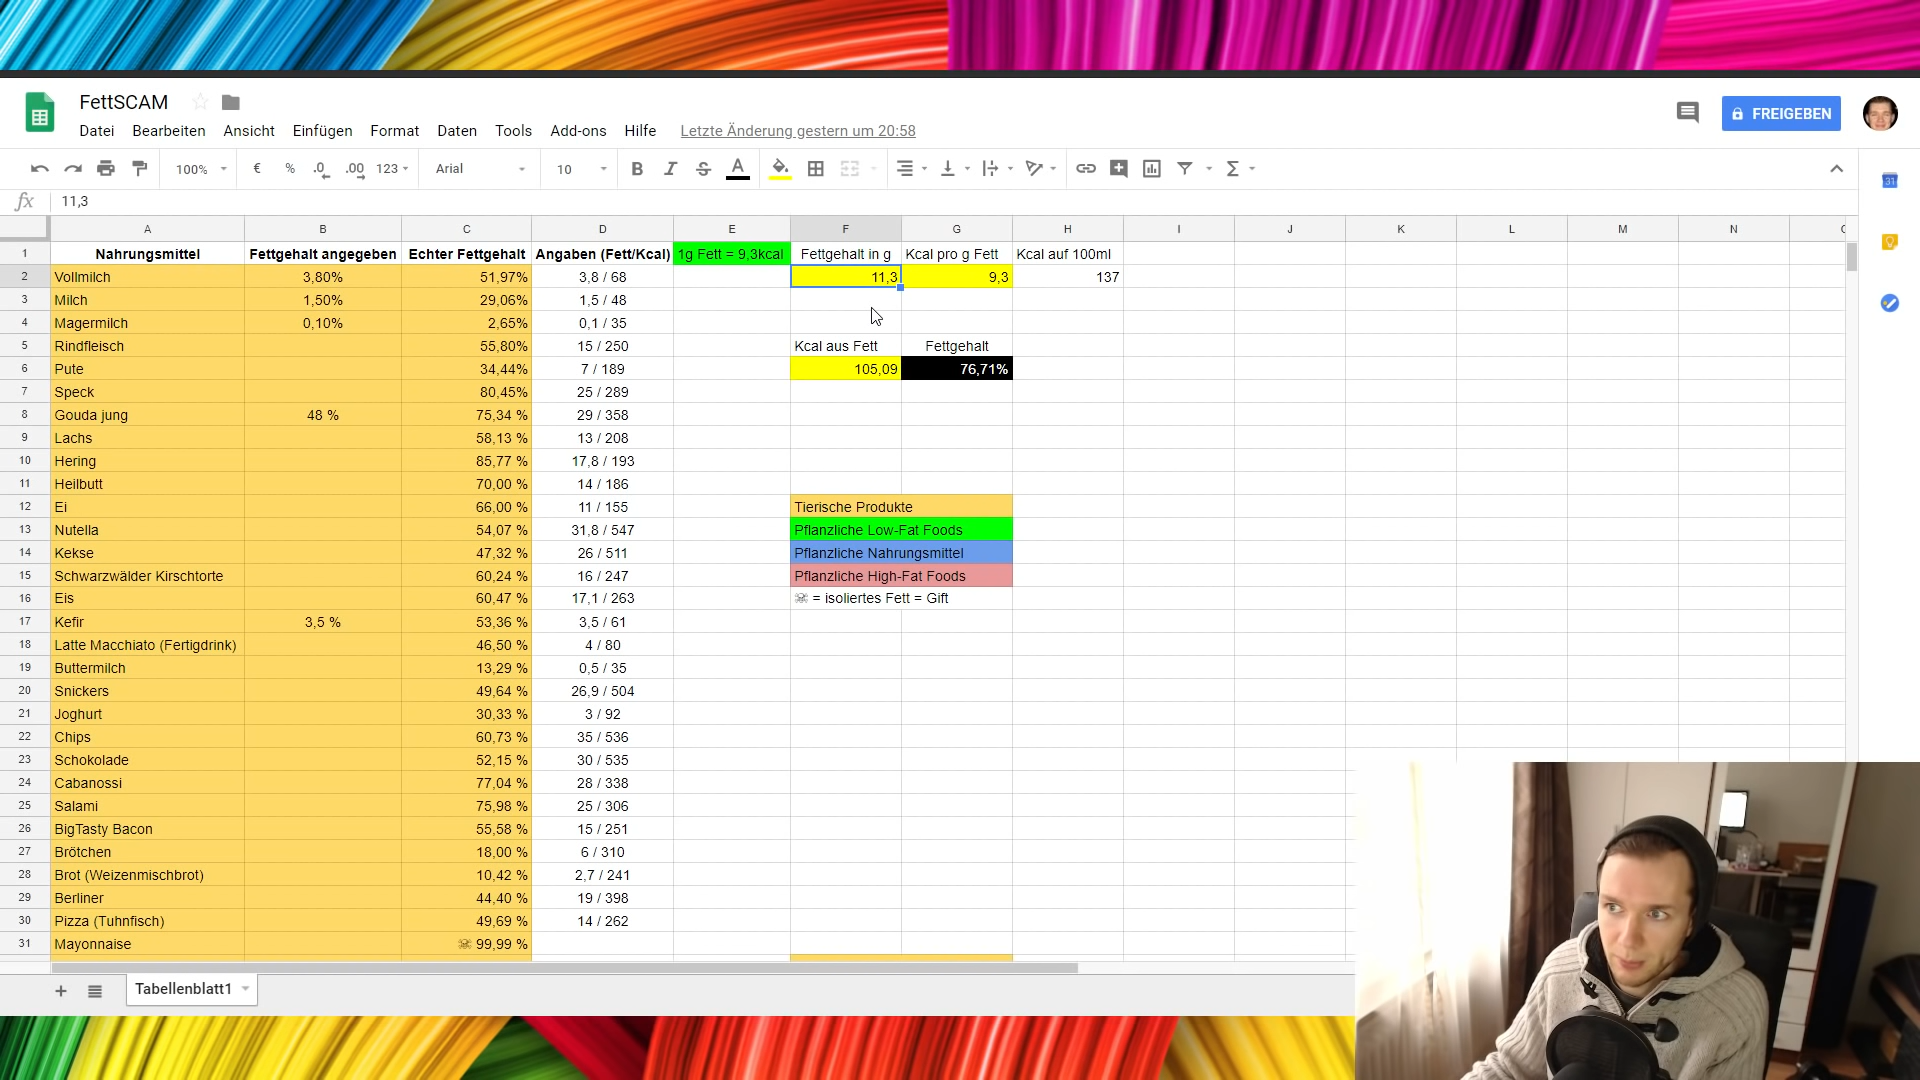 FettSCAM
Datei Bearbeiten Ansicht Einfügen Format Daten Tools Add-ons Hilfe Letzte Änderung gestern um 20:58
FREIGEBEN
100% € % .0 .00 123 Arial 10 B I S A Σ
31
fx 11,3
A B C D E F G H I J K L M N
1 Nahrungsmittel Fettgehalt angegeben Echter Fettgehalt Angaben (Fett/Kcal) 1g Fett = 9,3kcal Fettgehalt in g Kcal pro g Fett Kcal auf 100ml
2 Vollmilch 3,80% 51,97% 3,8 / 68 11,3 9,3 137
3 Milch 1,50% 29,06% 1,5 / 48
4 Magermilch 0,10% 2,65% 0,1 / 35
5 Rindfleisch 55,80% 15 / 250 Kcal aus Fett Fettgehalt
6 Pute 34,44% 7 / 189 105,09 76,71%
7 Speck 80,45% 25 / 289
8 Gouda jung 48 % 75,34 % 29 / 358
9 Lachs 58,13 % 13 / 208
10 Hering 85,77 % 17,8 / 193
11 Heilbutt 70,00 % 14 / 186
12 Ei 66,00 % 11 / 155 Tierische Produkte
13 Nutella 54,07 % 31,8 / 547 Pflanzliche Low-Fat Foods
14 Kekse 47,32 % 26 / 511 Pflanzliche Nahrungsmittel
15 Schwarzwälder Kirschtorte 60,24 % 16 / 247 Pflanzliche High-Fat Foods
16 Eis 60,47 % 17,1 / 263 ☠ = isoliertes Fett = Gift
17 Kefir 3,5 % 53,36 % 3,5 / 61
18 Latte Macchiato (Fertigdrink) 46,50 % 4 / 80
19 Buttermilch 13,29 % 0,5 / 35
20 Snickers 49,64 % 26,9 / 504
21 Joghurt 30,33 % 3 / 92
22 Chips 60,73 % 35 / 536
23 Schokolade 52,15 % 30 / 535
24 Cabanossi 77,04 % 28 / 338
25 Salami 75,98 % 25 / 306
26 BigTasty Bacon 55,58 % 15 / 251
27 Brötchen 18,00 % 6 / 310
28 Brot (Weizenmischbrot) 10,42 % 2,7 / 241
29 Berliner 44,40 % 19 / 398
30 Pizza (Tuhnfisch) 49,69 % 14 / 262
31 Mayonnaise ☠ 99,99 %
Tabellenblatt1